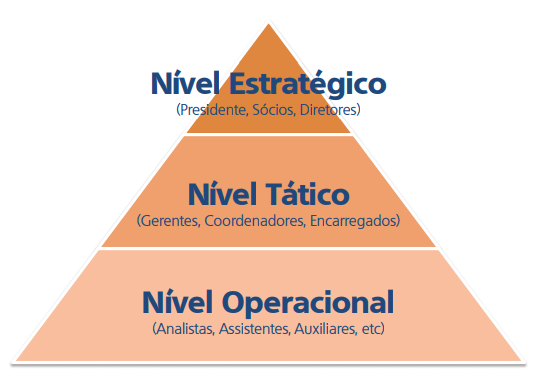 Nível Estratégico
(Presidente, Sócios, Diretores)
Nível Tático
(Gerentes, Coordenadores, Encarregados)
Nível Operacional
(Analistas, Assistentes, Auxiliares, etc)